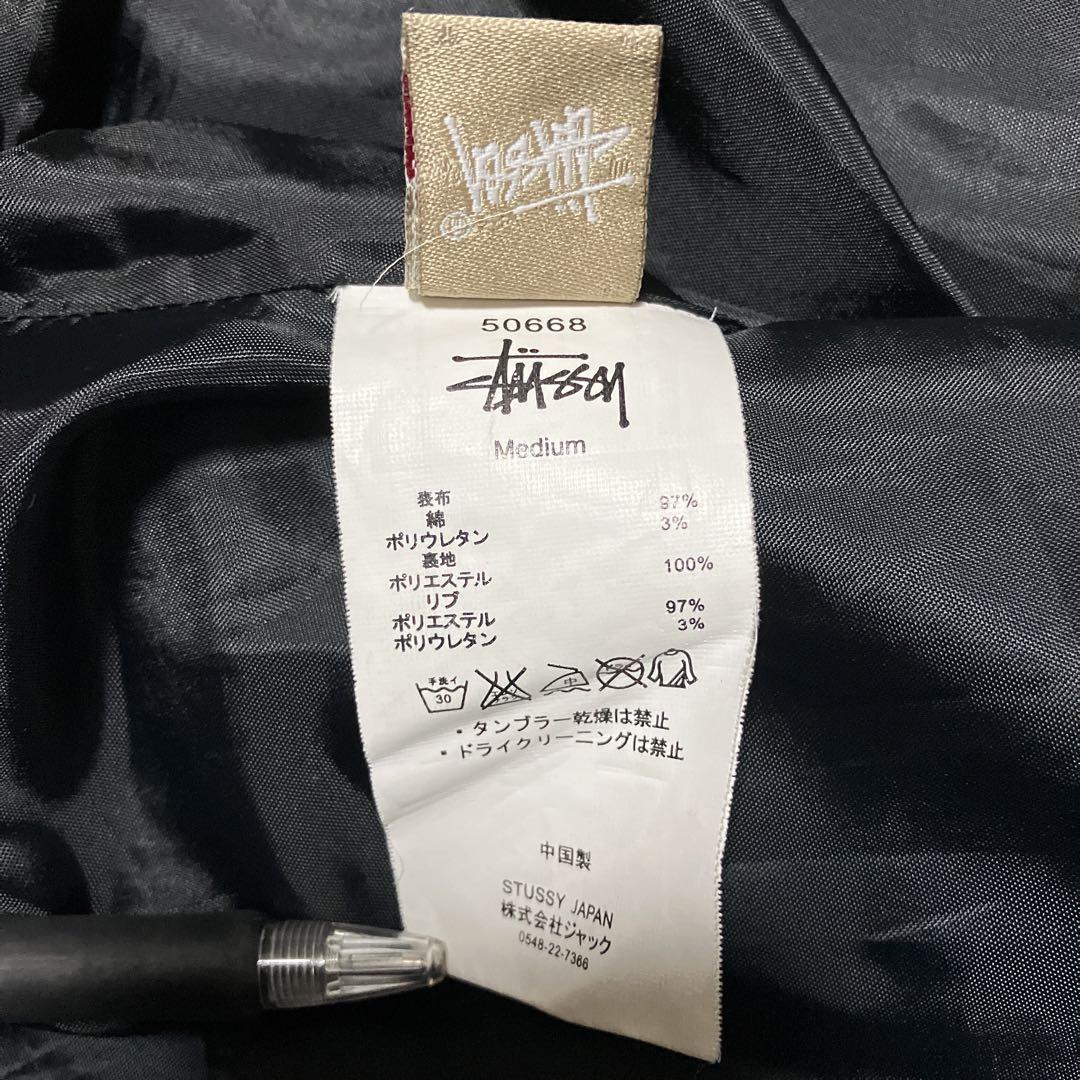 50668
Stüssy
Medium
表布
綿 97%
ポリウレタン 3%
裏地
ポリエステル 100%
リブ
ポリエステル 97%
ポリウレタン 3%
手洗イ
30
中
・タンブラー乾燥は禁止
・ドライクリーニングは禁止
中国製
STUSSY JAPAN
株式会社ジャック
0548-22-7366